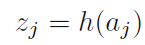 z_j = h(a_j)